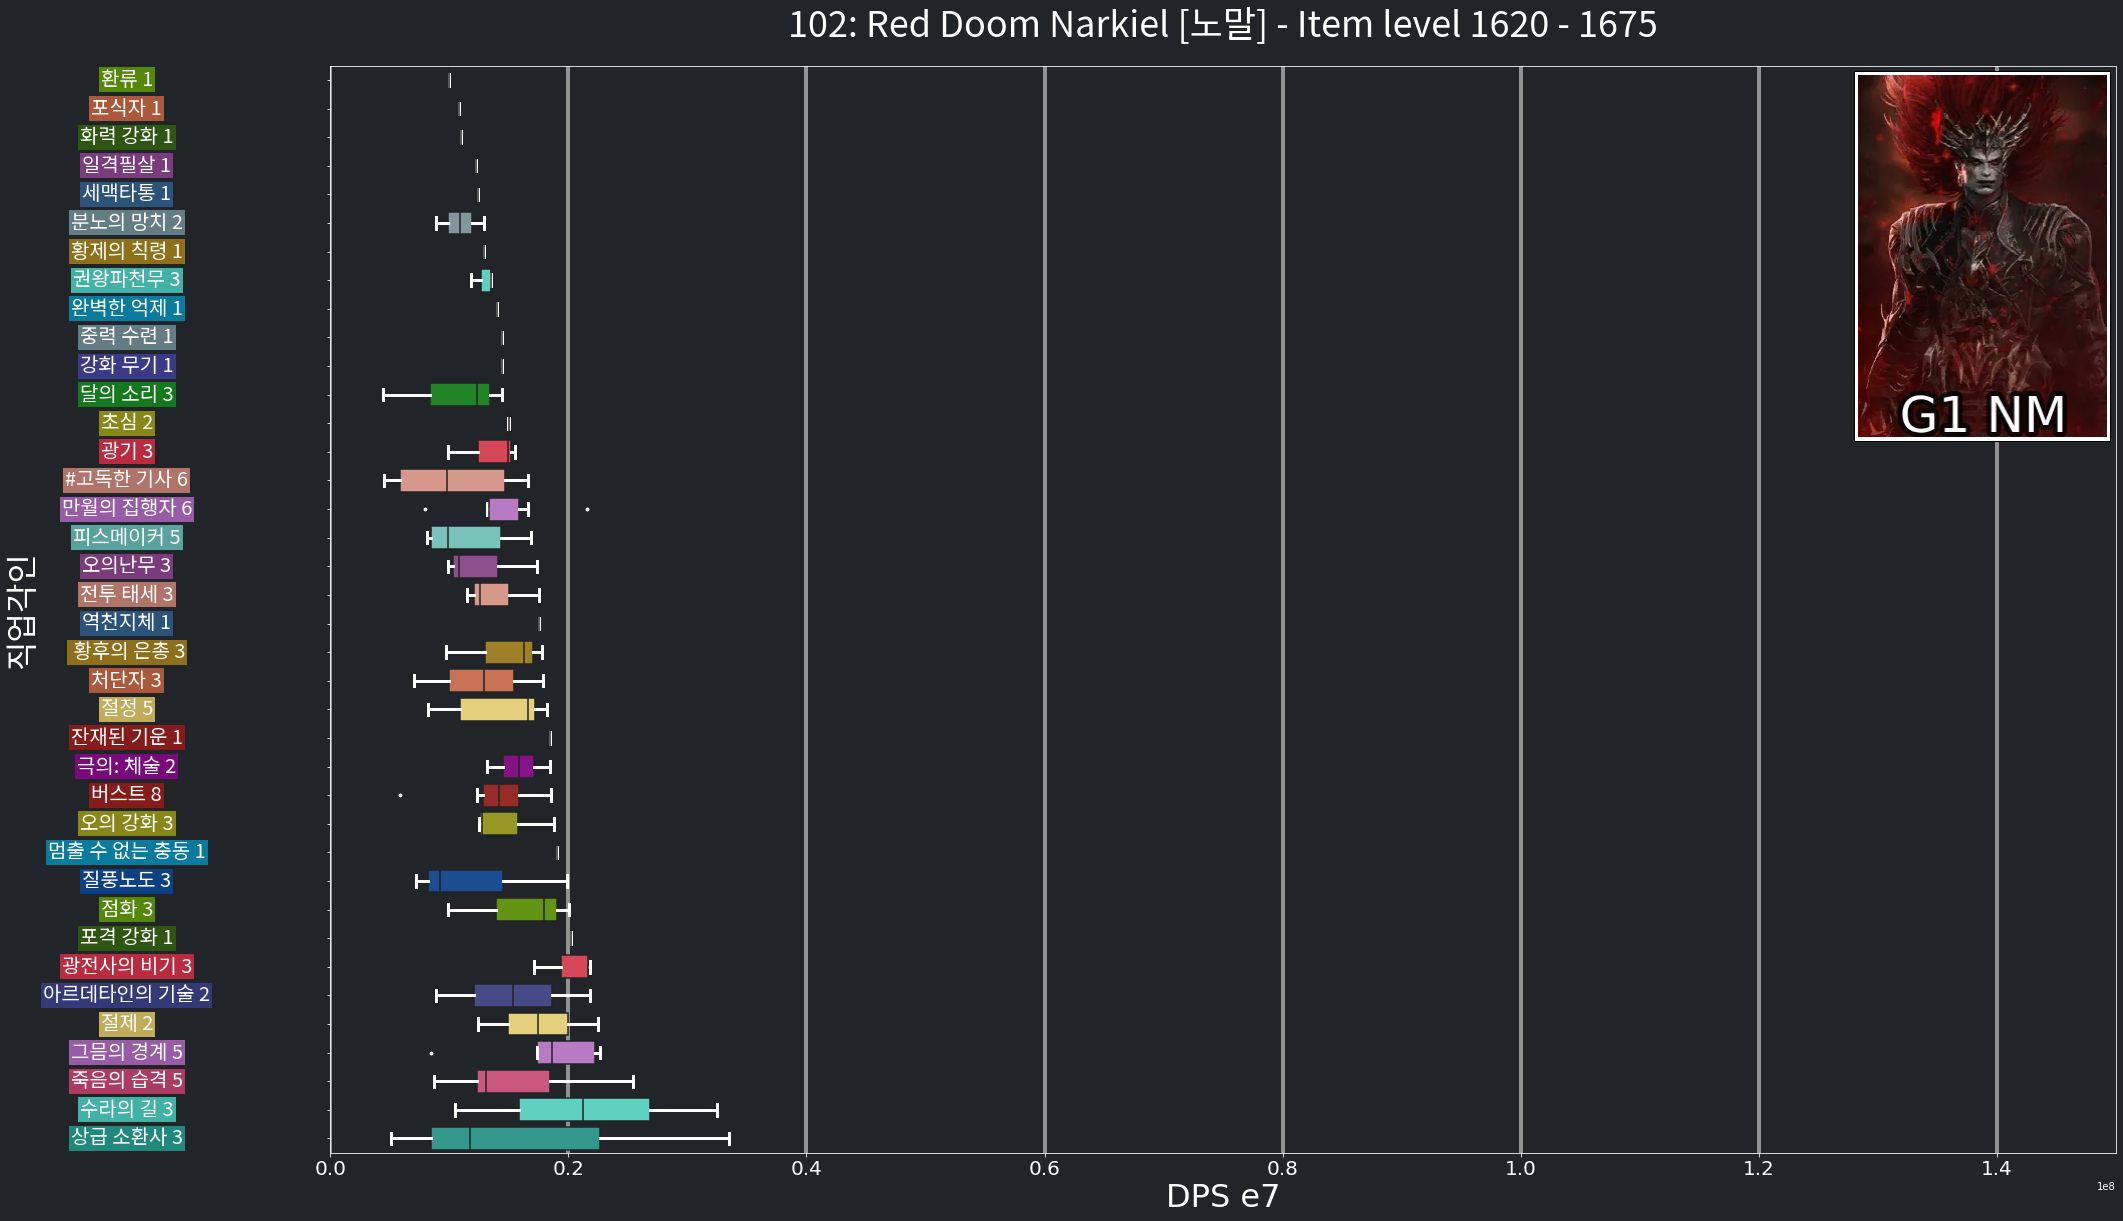 102: Red Doom Narkiel [노말] - Item level 1620 - 1675
환류 1
포식자 1
화력 강화 1
일격필살 1
세맥타통 1
분노의 망치 2
황제의 칙령 1
권왕파천무 3
완벽한 억제 1
중력 수련 1
강화 무기 1
달의 소리 3
초심 2
광기 3
#고독한 기사 6
만월의 집행자 6
피스메이커 5
오의난무 3
전투 태세 3
역천지체 1
황후의 은총 3
처단자 3
절정 5
잔재된 기운 1
극의: 체술 2
버스트 8
오의 강화 3
멈출 수 없는 충동 1
질풍노도 3
점화 3
포격 강화 1
광전사의 비기 3
아르데타인의 기술 2
절제 2
그믐의 경계 5
죽음의 습격 5
수라의 길 3
상급 소환사 3
직업각인
G1 NM
0.0 0.2 0.4 0.6 0.8 1.0 1.2 1.4
DPS e7
1e8